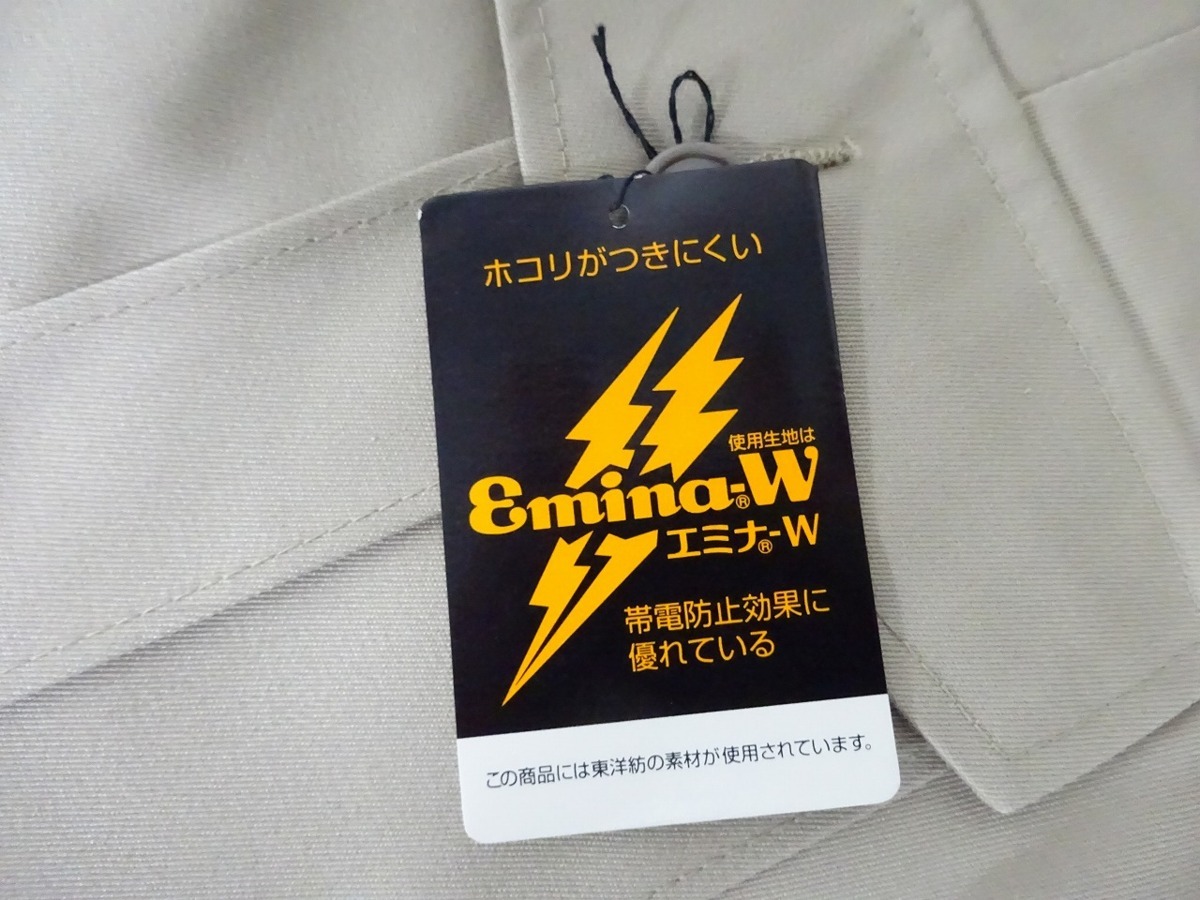 ホコリがつきにくい
使用生地は
Emina®-W
エミナ®-W
帯電防止効果に
優れている
この商品には東洋紡の素材が使用されています。